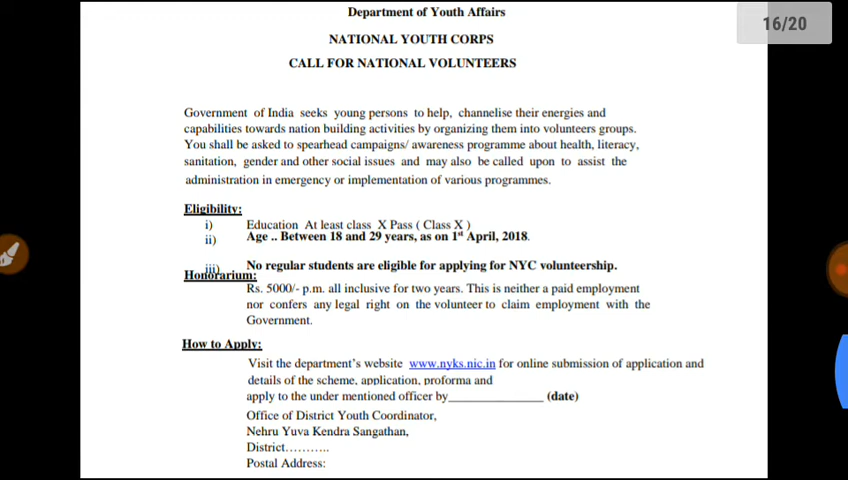 16/20
Department of Youth Affairs
NATIONAL YOUTH CORPS
CALL FOR NATIONAL VOLUNTEERS
Government of India seeks young persons to help, channelise their energies and
capabilities towards nation building activities by organizing them into volunteers groups.
You shall be asked to spearhead campaigns/ awareness programme about health, literacy,
sanitation, gender and other social issues and may also be called upon to assist the
administration in emergency or implementation of various programmes.
Eligibility:
i) Education At least class X Pass ( Class X )
ii) Age .. Between 18 and 29 years, as on 1st April, 2018.
iii) No regular students are eligible for applying for NYC volunteership.
Honorarium:
Rs. 5000/- p.m. all inclusive for two years. This is neither a paid employment
nor confers any legal right on the volunteer to claim employment with the
Government.
How to Apply:
Visit the department's website www.nyks.nic.in for online submission of application and
details of the scheme, application, proforma and
apply to the under mentioned officer by________________ (date)
Office of District Youth Coordinator,
Nehru Yuva Kendra Sangathan,
District………..
Postal Address: